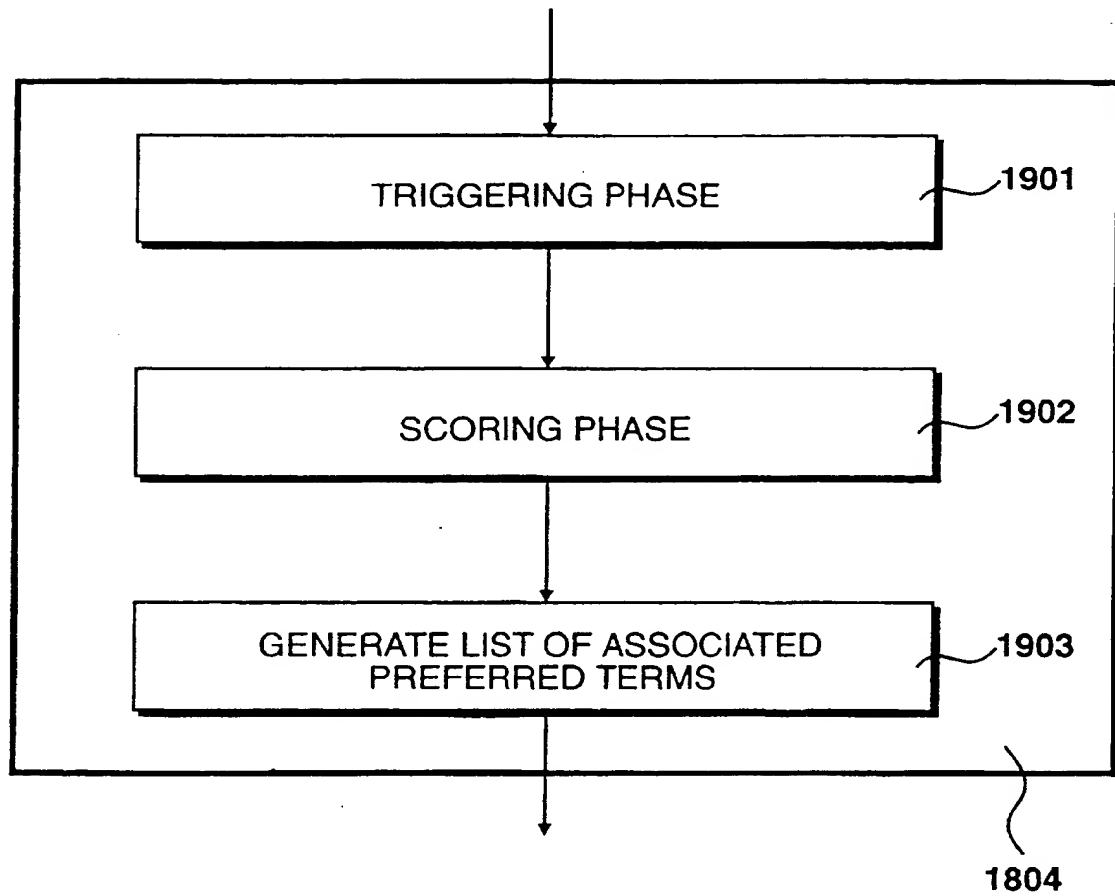 TRIGGERING PHASE
1901
SCORING PHASE
1902
GENERATE LIST OF ASSOCIATED
PREFERRED TERMS
1903
1804